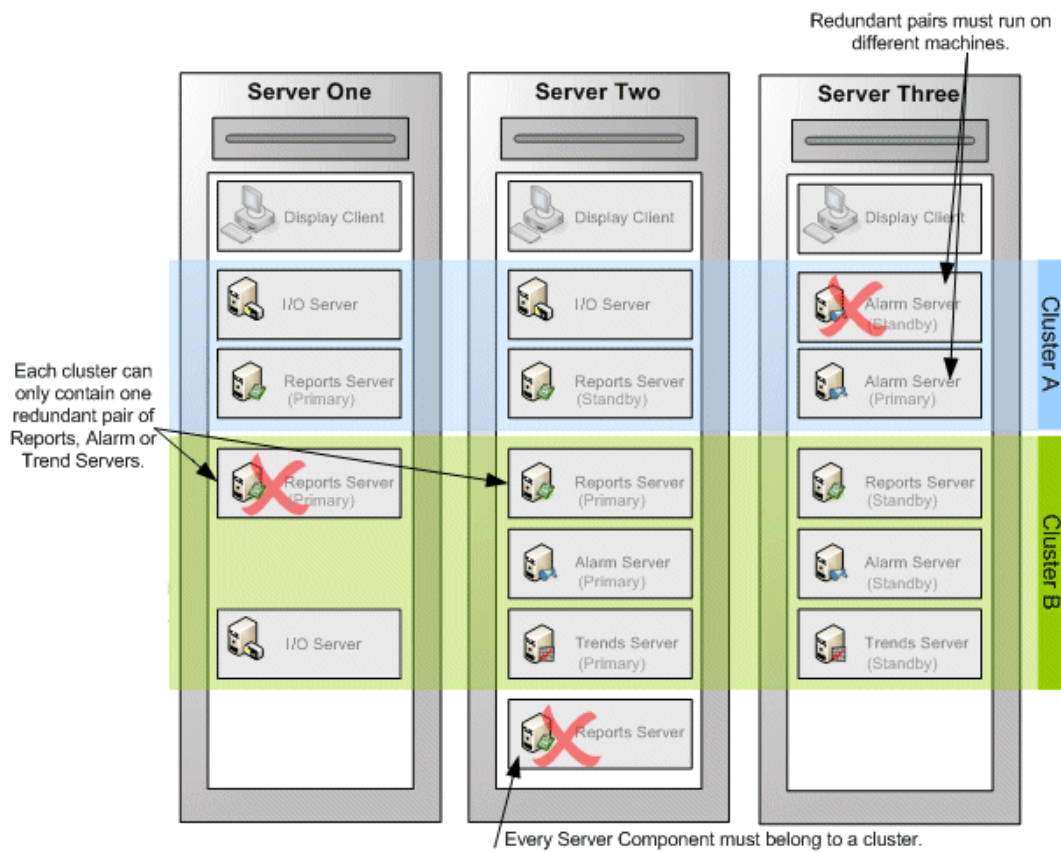 Redundant pairs must run on
different machines.
Server One
Server Two
Server Three
Display Client
Display Client
Display Client
I/O Server
I/O Server
Alarm Server
(Standby)
Reports Server
(Primary)
Reports Server
(Standby)
Alarm Server
(Primary)
Cluster A
Each cluster can
only contain one
redundant pair of
Reports, Alarm or
Trend Servers.
Reports Server
(Primary)
Reports Server
(Primary)
Reports Server
(Standby)
Alarm Server
(Primary)
Alarm Server
(Standby)
I/O Server
Trends Server
(Primary)
Trends Server
(Standby)
Cluster B
Reports Server
Every Server Component must belong to a cluster.